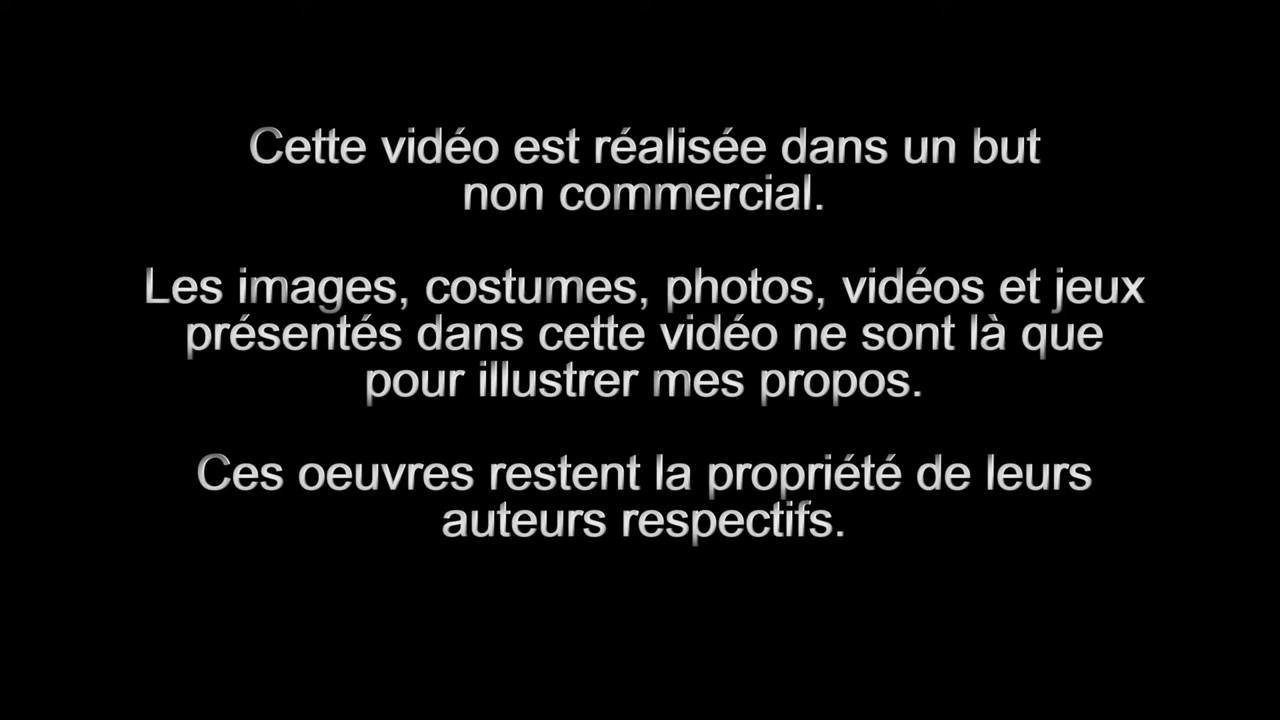 Cette vidéo est réalisée dans un but
non commercial.
Les images, costumes, photos, vidéos et jeux
présentés dans cette vidéo ne sont là que
pour illustrer mes propos.
Ces oeuvres restent la propriété de leurs
auteurs respectifs.